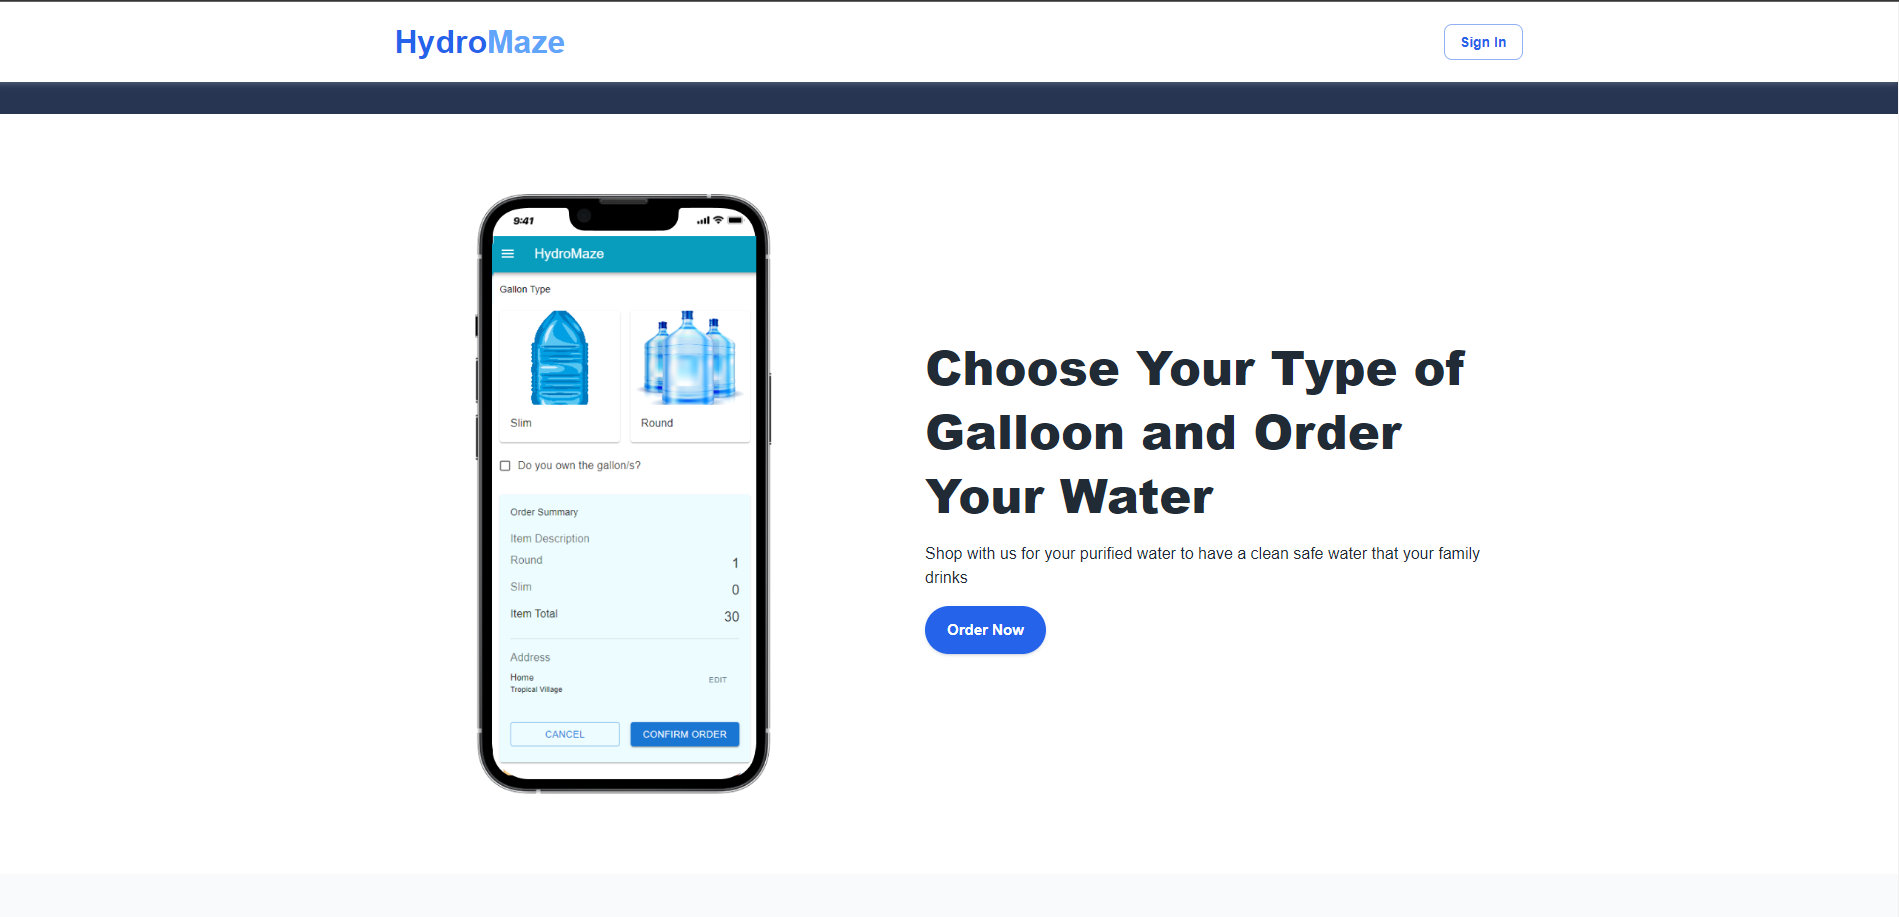 HydroMaze
Sign In
9:41
HydroMaze
Gallon Type
Slim
Round
Do you own the gallon/s?
Order Summary
Item Description
Round 1
Slim 0
Item Total 30
Address
Home
EDIT
Tropical Village
CANCEL
CONFIRM ORDER
Choose Your Type of
Galloon and Order
Your Water
Shop with us for your purified water to have a clean safe water that your family
drinks
Order Now